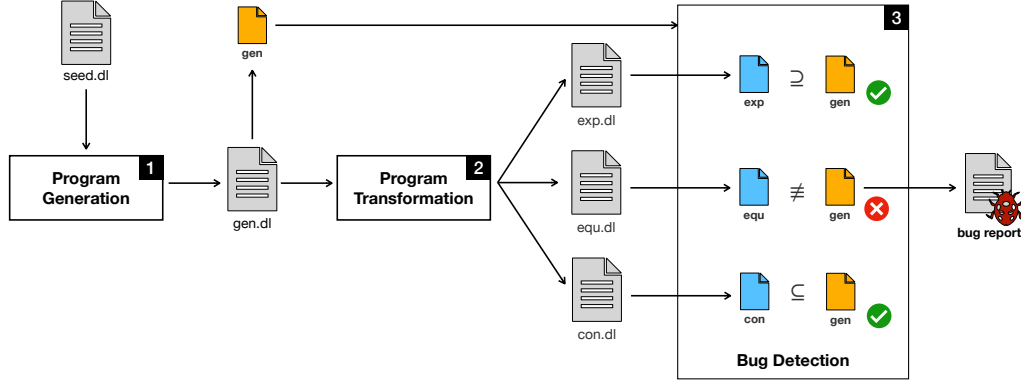 seed.dl
gen
1
Program
Generation
gen.dl
2
Program
Transformation
exp.dl
equ.dl
con.dl
3
exp ⊇ gen
equ ≠ gen
con ⊆ gen
Bug Detection
bug report